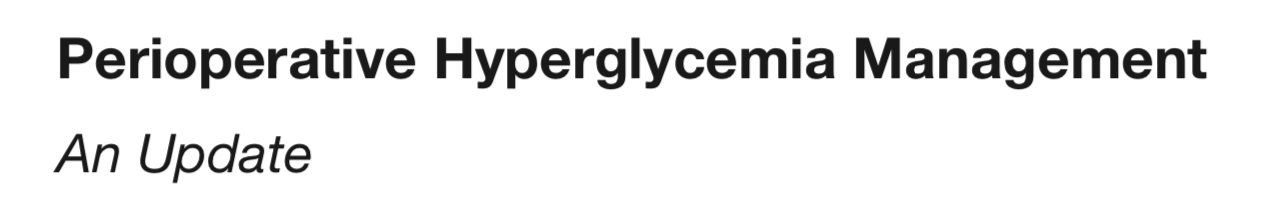 Perioperative Hyperglycemia Management
An Update